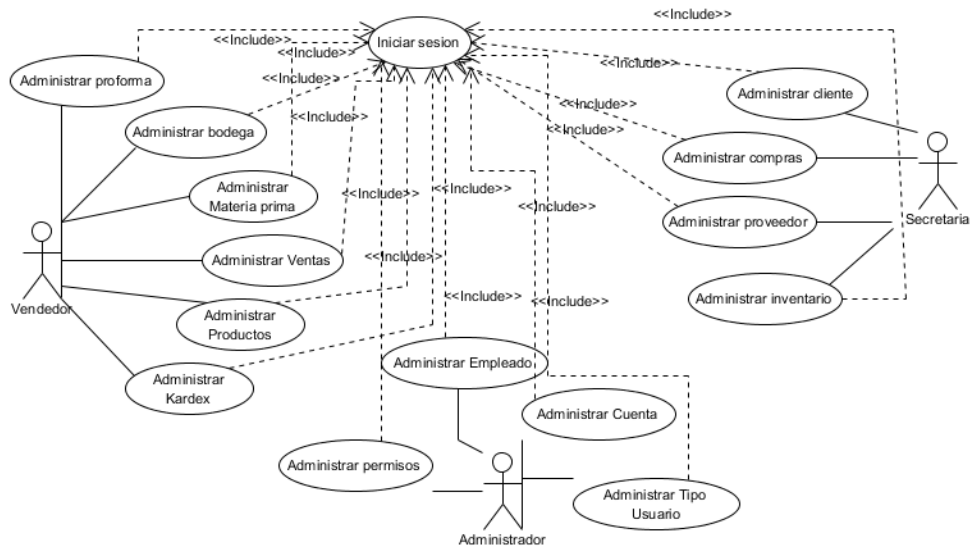 <<Include>>
Iniciar sesion
<<Include>>
<<Include>>
Administrar proforma
<<Include>>
<<Include>>
Administrar cliente
<<Include>>
<<Include>>
<<Include>>
Administrar bodega
Administrar compras
Administrar
Materia prima
<<Include>>
<<Include>>
<<Include>>
Administrar proveedor
Secretaria
<<Include>>
<<Include>>
Administrar Ventas
Vendedor
Administrar
Productos
<<Include>>
<<Include>>
Administrar inventario
Administrar
Kardex
Administrar Empleado
Administrar Cuenta
Administrar permisos
Administrar Tipo
Usuario
Administrador